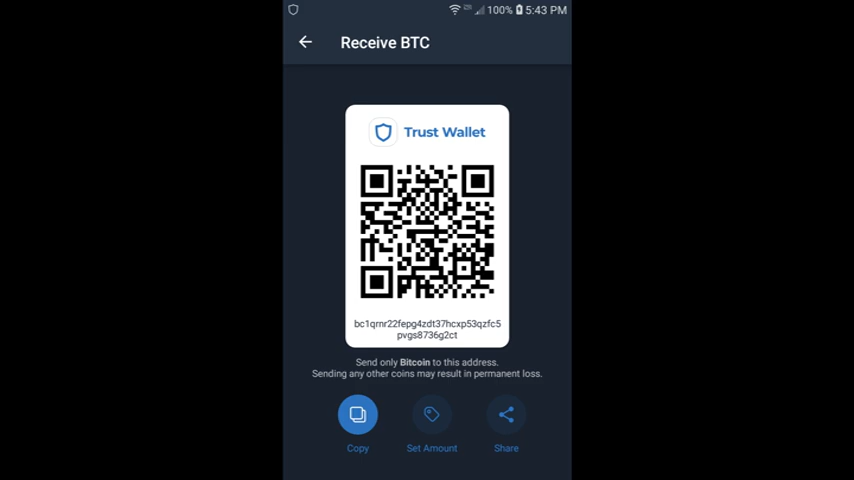 100% 5:43 PM
Receive BTC
Trust Wallet
bc1qrnr22fepg4zdt37hcxp53qzfc5
pvgs8736g2ct
Send only Bitcoin to this address.
Sending any other coins may result in permanent loss.
Copy
Set Amount
Share